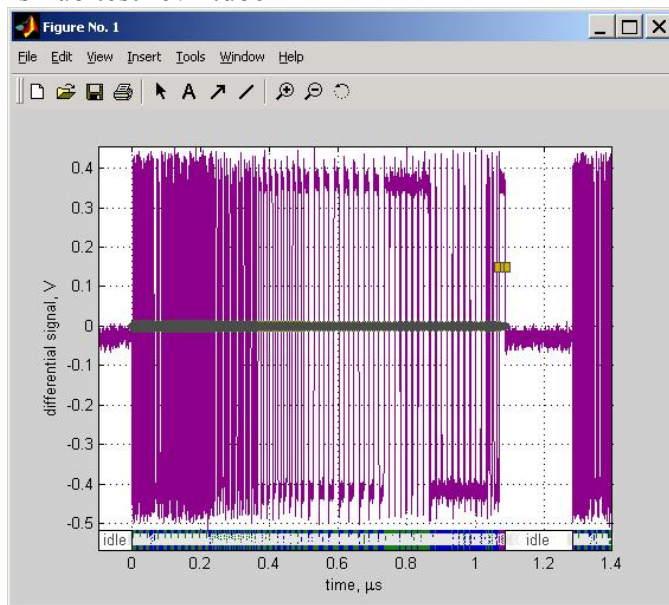 Figure No. 1
File Edit View Insert Tools Window Help
A
differential signal, V
0.4
0.3
0.2
0.1
0
-0.1
-0.2
-0.3
-0.4
-0.5
idle idle
0 0.2 0.4 0.6 0.8 1 1.2 1.4
time, μs